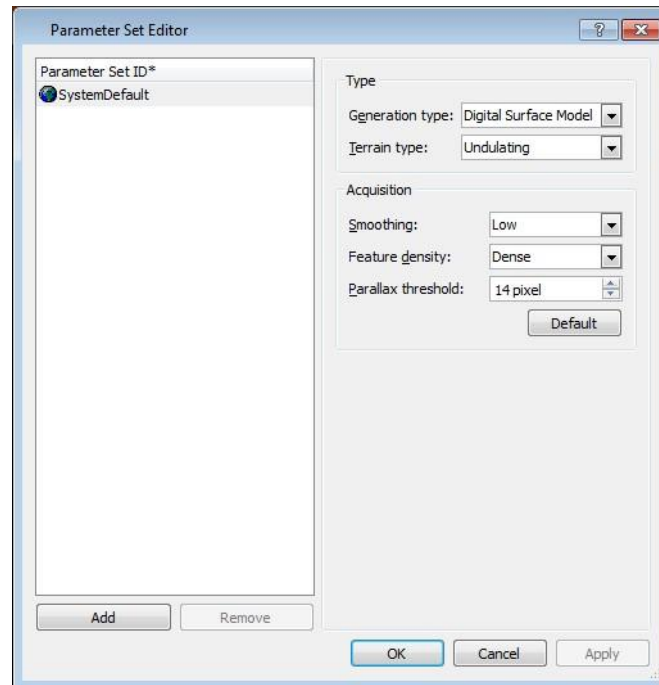 Parameter Set Editor
Parameter Set ID*
SystemDefault
Type
Generation type: Digital Surface Model
Terrain type: Undulating
Acquisition
Smoothing: Low
Feature density: Dense
Parallax threshold: 14 pixel
Default
Add Remove
OK Cancel Apply